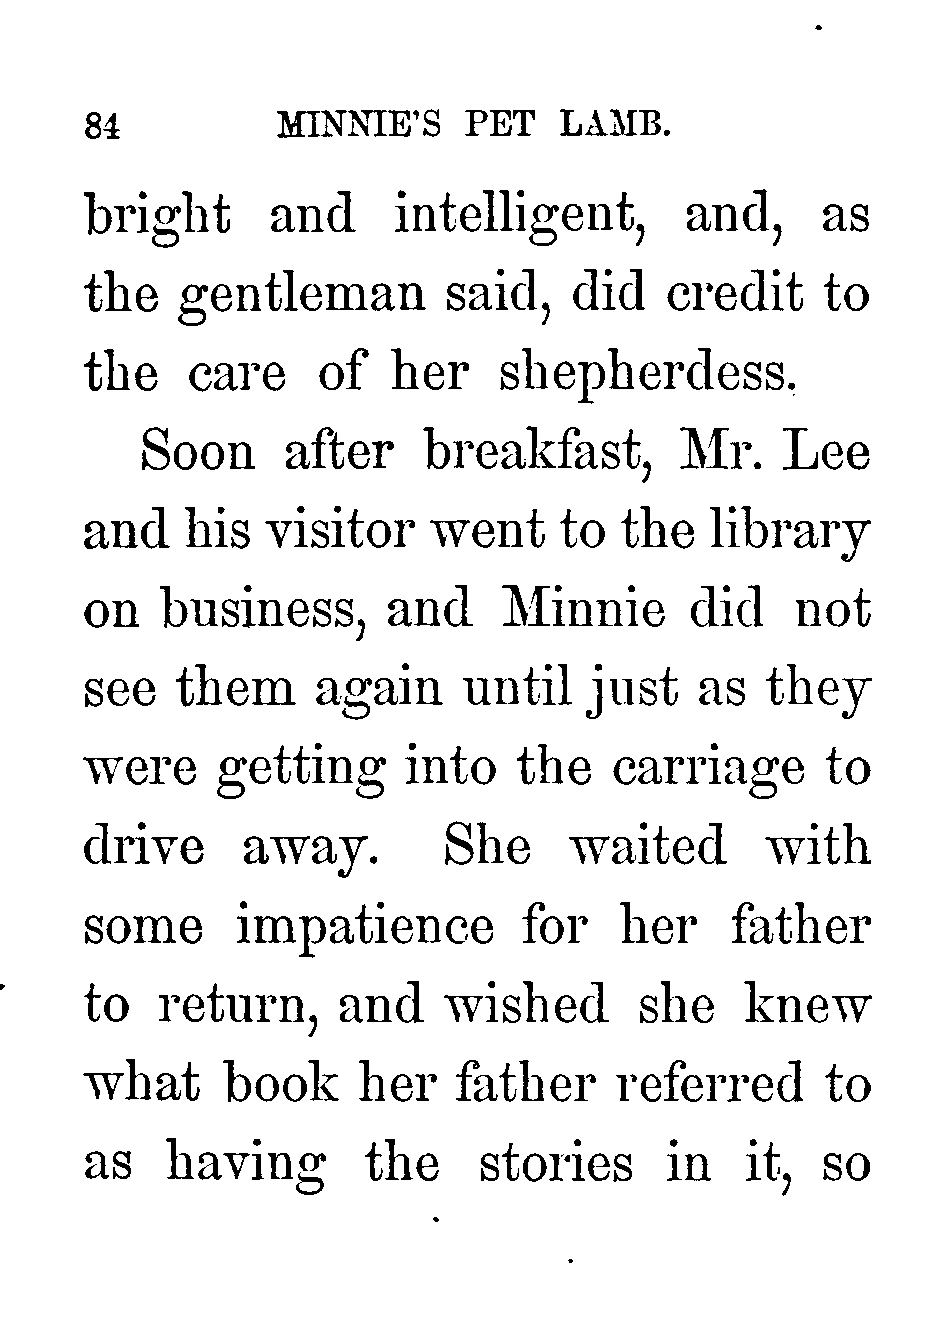 84 MINNIE'S PET LAMB.
bright and intelligent, and, as
the gentleman said, did credit to
the care of her shepherdess.
Soon after breakfast, Mr. Lee
and his visitor went to the library
on business, and Minnie did not
see them again until just as they
were getting into the carriage to
drive away. She waited with
some impatience for her father
to return, and wished she knew
what book her father referred to
as having the stories in it, so